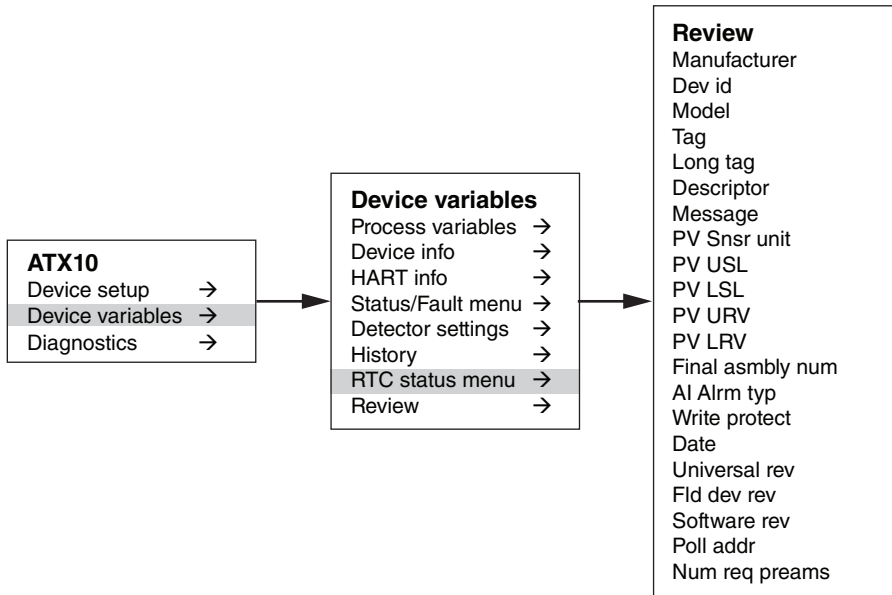 ATX10
Device setup →
Device variables →
Diagnostics →
Device variables
Process variables →
Device info →
HART info →
Status/Fault menu →
Detector settings →
History →
RTC status menu →
Review →
Review
Manufacturer
Dev id
Model
Tag
Long tag
Descriptor
Message
PV Snsr unit
PV USL
PV LSL
PV URV
PV LRV
Final asmbly num
AI Alrm typ
Write protect
Date
Universal rev
Fld dev rev
Software rev
Poll addr
Num req preams